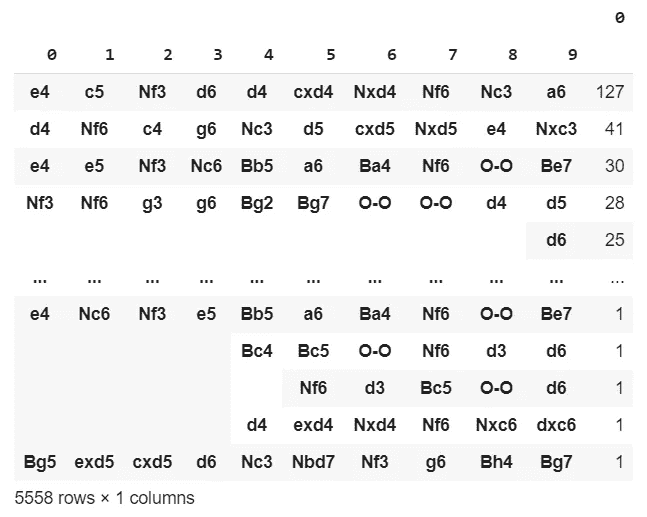 0
0 1 2 3 4 5 6 7 8 9
e4 c5 Nf3 d6 d4 cxd4 Nxd4 Nf6 Nc3 a6 127
d4 Nf6 c4 g6 Nc3 d5 cxd5 Nxd5 e4 Nxc3 41
e4 e5 Nf3 Nc6 Bb5 a6 Ba4 Nf6 O-O Be7 30
Nf3 Nf6 g3 g6 Bg2 Bg7 O-O O-O d4 d5 28
d6 25
... ... ... ... ... ... ... ... ... ... ...
e4 Nc6 Nf3 e5 Bb5 a6 Ba4 Nf6 O-O Be7 1
Bc4 Bc5 O-O Nf6 d3 d6 1
Nf6 d3 Bc5 O-O d6 1
d4 exd4 Nxd4 Nf6 Nxc6 dxc6 1
Bg5 exd5 cxd5 d6 Nc3 Nbd7 Nf3 g6 Bh4 Bg7 1
5558 rows × 1 columns